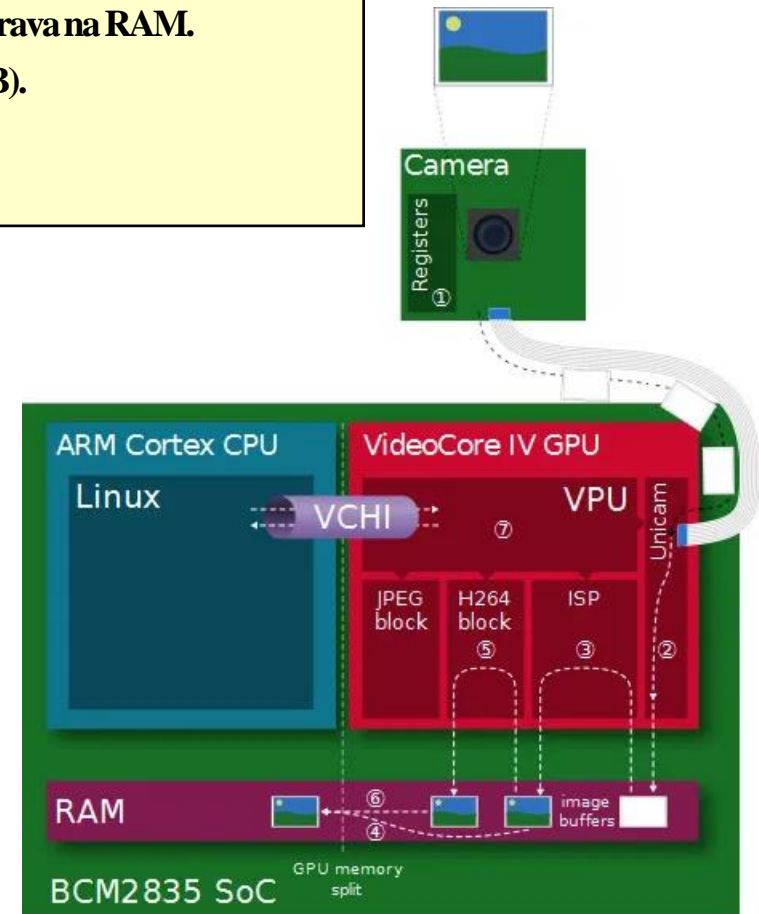 rava na RAM.
B).
Camera
Registers
①
ARM Cortex CPU
VideoCore IV GPU
Linux
VCHI
VPU
⑦
Unicam
JPEG
block
H264
block
ISP
⑤
③
②
RAM
⑥
④
image
buffers
GPU memory
split
BCM2835 SoC